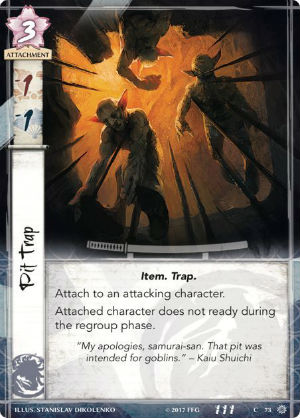 3
ATTACHMENT
-1
-1
Pit Trap
Item. Trap.
Attach to an attacking character.
Attached character does not ready during
the regroup phase.
"My apologies, samurai-san. That pit
was intended for goblins." – Kaiu Shuichi
ILLUS. STANISLAV DIKOLENKO
© 2017 FFG
111
C 73